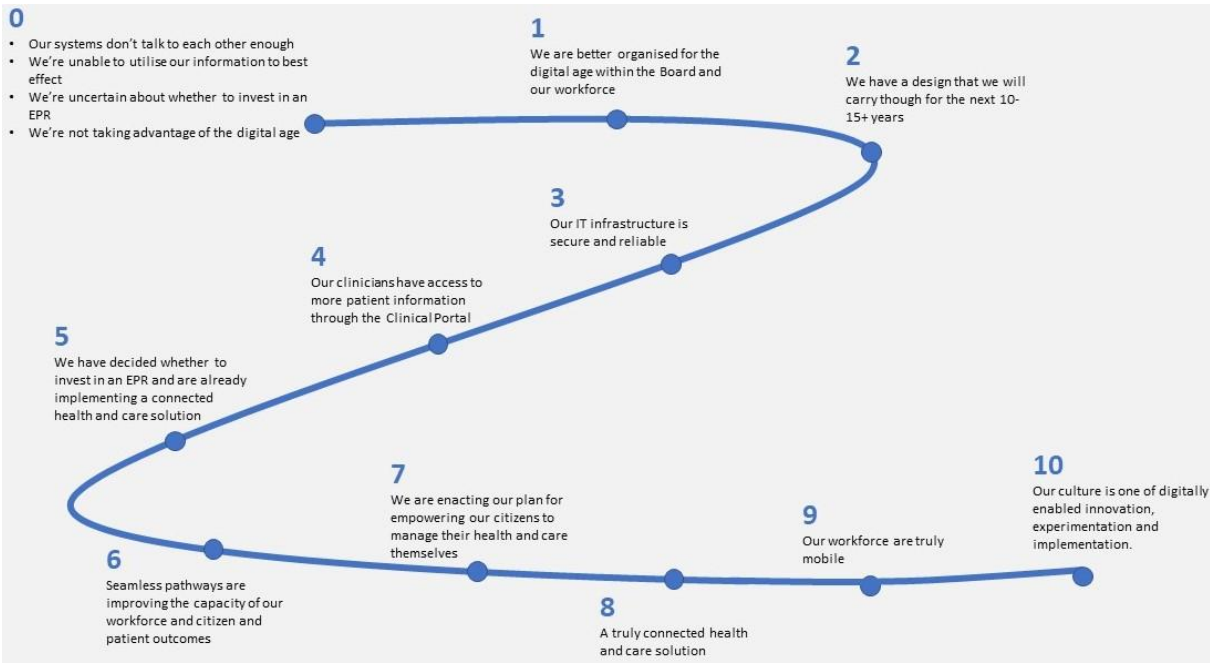 0
• Our systems don't talk to each other enough
• We're unable to utilise our information to best
effect
• We're uncertain about whether to invest in an
EPR
• We're not taking advantage of the digital age
1
We are better organised for the
digital age within the Board and
our workforce
2
We have a design that we will
carry though for the next 10-
15+ years
3
Our IT infrastructure is
secure and reliable
4
Our clinicians have access to
more patient information
through the Clinical Portal
5
We have decided whether to
invest in an EPR and are already
implementing a connected
health and care solution
6
Seamless pathways are
improving the capacity of our
workforce and citizen and
patient outcomes
7
We are enacting our plan for
empowering our citizens to
manage their health and care
themselves
8
A truly connected health
and care solution
9
Our workforce are truly
mobile
10
Our culture is one of digitally
enabled innovation,
experimentation and
implementation.